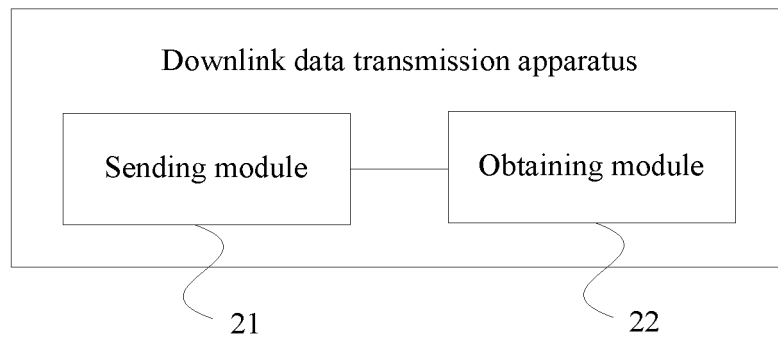 Downlink data transmission apparatus
Sending module
Obtaining module
21
22